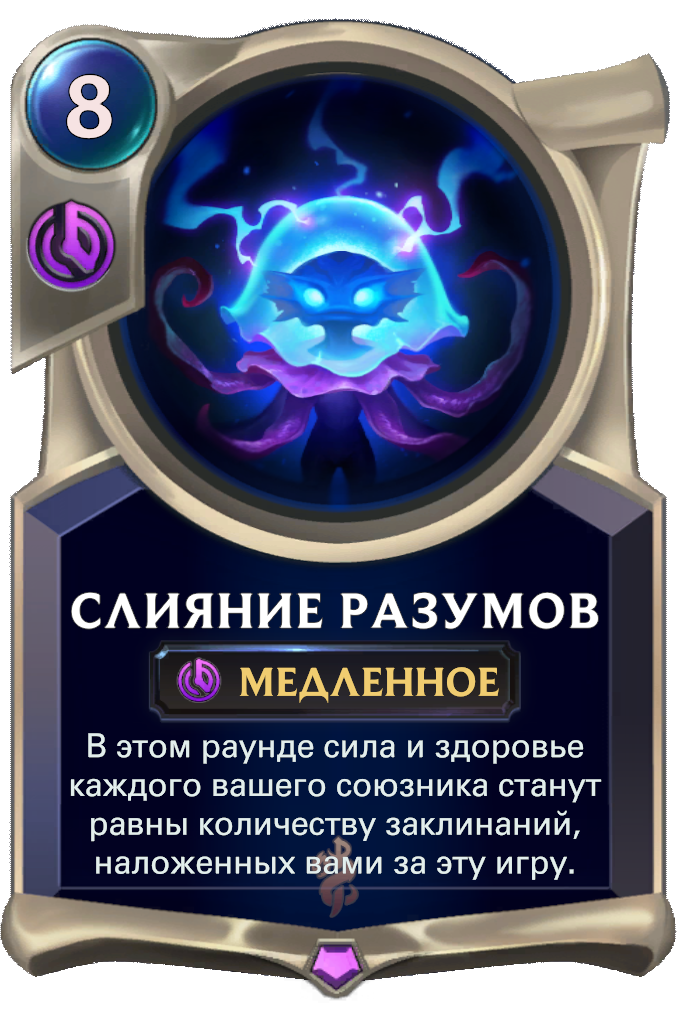 8
СЛИЯНИЕ РАЗУМОВ
МЕДЛЕННОЕ
В этом раунде сила и здоровье
каждого вашего союзника станут
равны количеству заклинаний,
наложенных вами за эту игру.